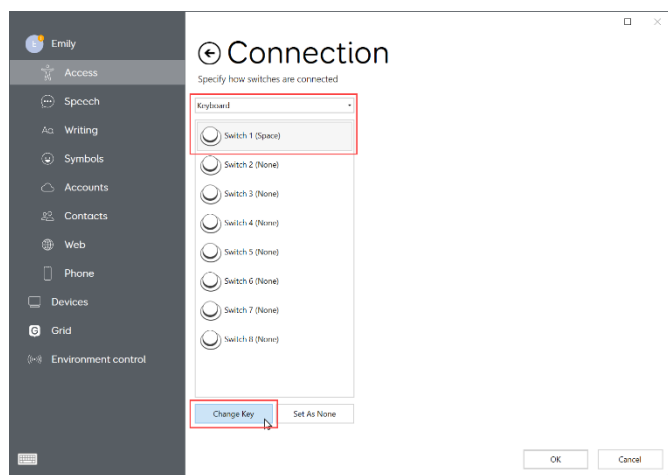 Emily
Access
Speech
Aa Writing
Symbols
Accounts
Contacts
Web
Phone
Devices
Grid
Environment control
Connection
Specify how switches are connected
Keyboard
Switch 1 (Space)
Switch 2 (None)
Switch 3 (None)
Switch 4 (None)
Switch 5 (None)
Switch 6 (None)
Switch 7 (None)
Switch 8 (None)
Change Key Set As None
OK Cancel